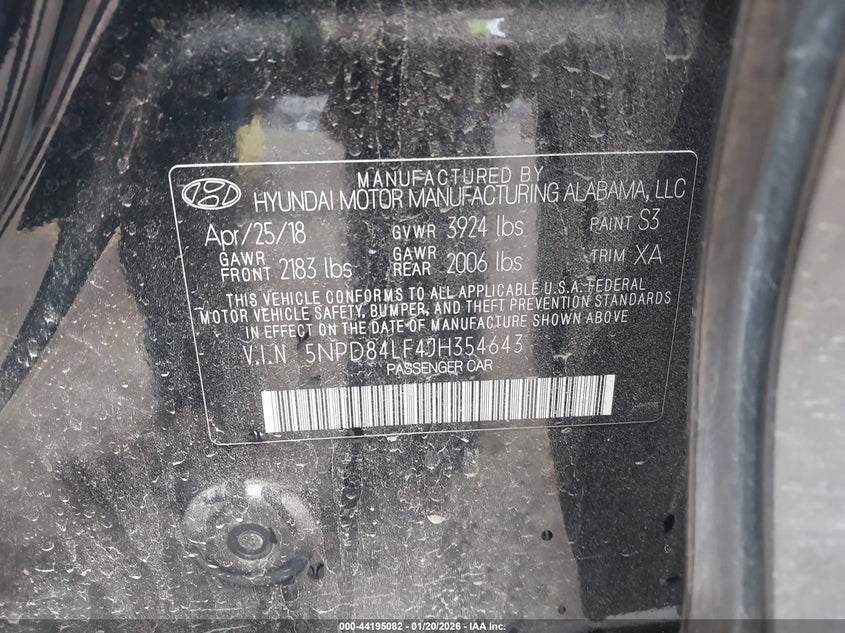 MANUFACTURED BY
HYUNDAI MOTOR MANUFACTURING ALABAMA, LLC
Apr/25/18 GVWR 3924 lbs PAINT S3
GAWR FRONT 2183 lbs GAWR REAR 2006 lbs TRIM XA
THIS VEHICLE CONFORMS TO ALL APPLICABLE U.S.A. FEDERAL
MOTOR VEHICLE SAFETY, BUMPER, AND THEFT PREVENTION STANDARDS
IN EFFECT ON THE DATE OF MANUFACTURE SHOWN ABOVE
V.I.N 5NPD84LF4JH354643
PASSENGER CAR
000-44195082 - 01/20/2026 - IAA Inc.